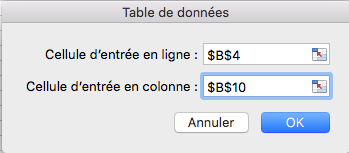 Table de données
Cellule d'entrée en ligne : $B$4
Cellule d'entrée en colonne : $B$10
Annuler OK